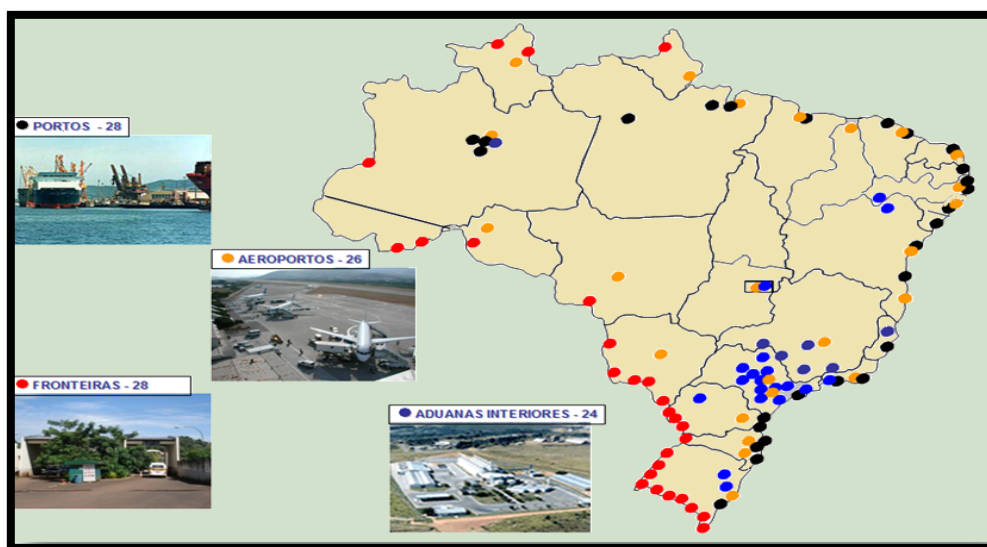 PORTOS - 28
AEROPORTOS - 26
FRONTEIRAS - 28
ADUANAS INTERIORES - 24